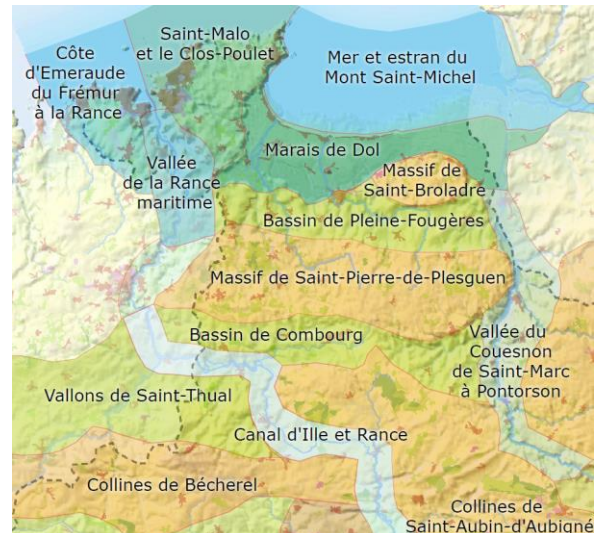 Saint-Malo
et le Clos-Poulet
Côte
d'Emeraude
du Frémur
à la Rance
Mer et estran du
Mont Saint-Michel
Marais de Dol
Vallée
de la Rance
maritime
Massif de
Saint-Broladre
Bassin de Pleine-Fougères
Massif de Saint-Pierre-de-Plesguen
Bassin de Combourg
Vallée du
Couesnon
de Saint-Marc
à Pontorson
Vallons de Saint-Thual
Canal d'Ille et Rance
Collines de Bécherel
Collines de
Saint-Aubin-d'Aubigné